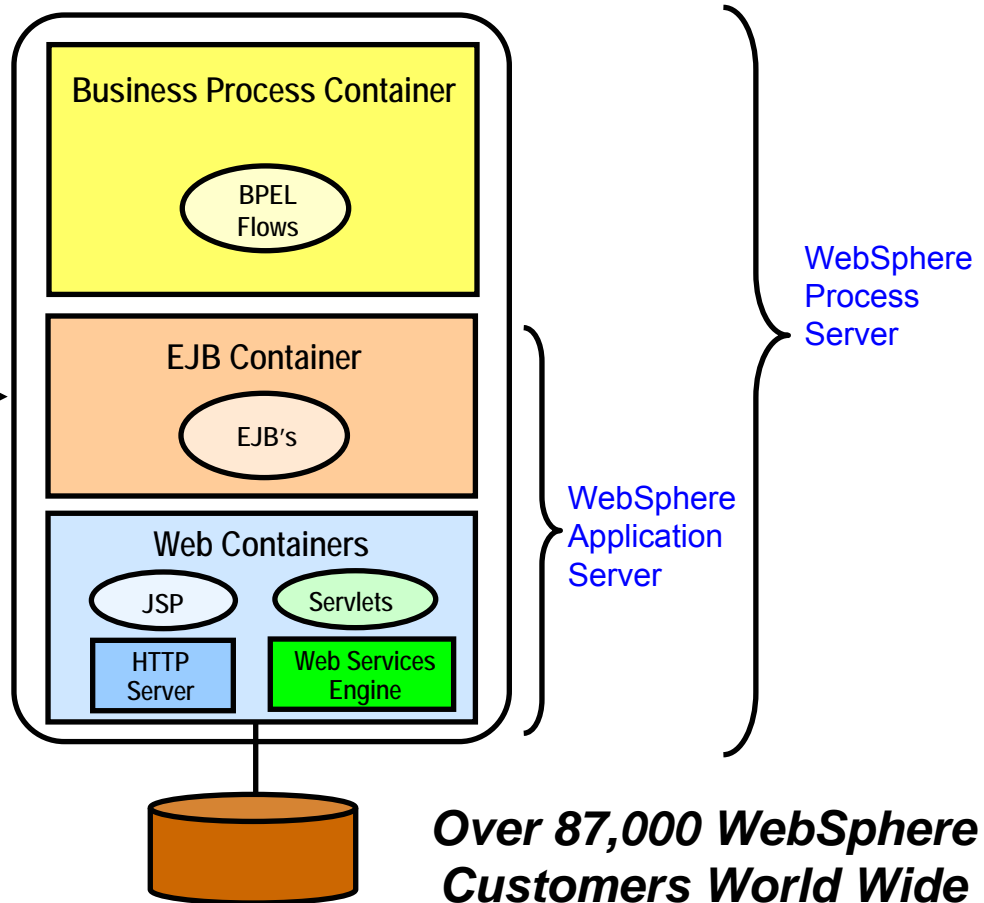 Business Process Container
BPEL
Flows
WebSphere
Process
Server
EJB Container
EJB's
WebSphere
Application
Server
Web Containers
JSP
Servlets
HTTP
Server
Web Services
Engine
Over 87,000 WebSphere
Customers World Wide